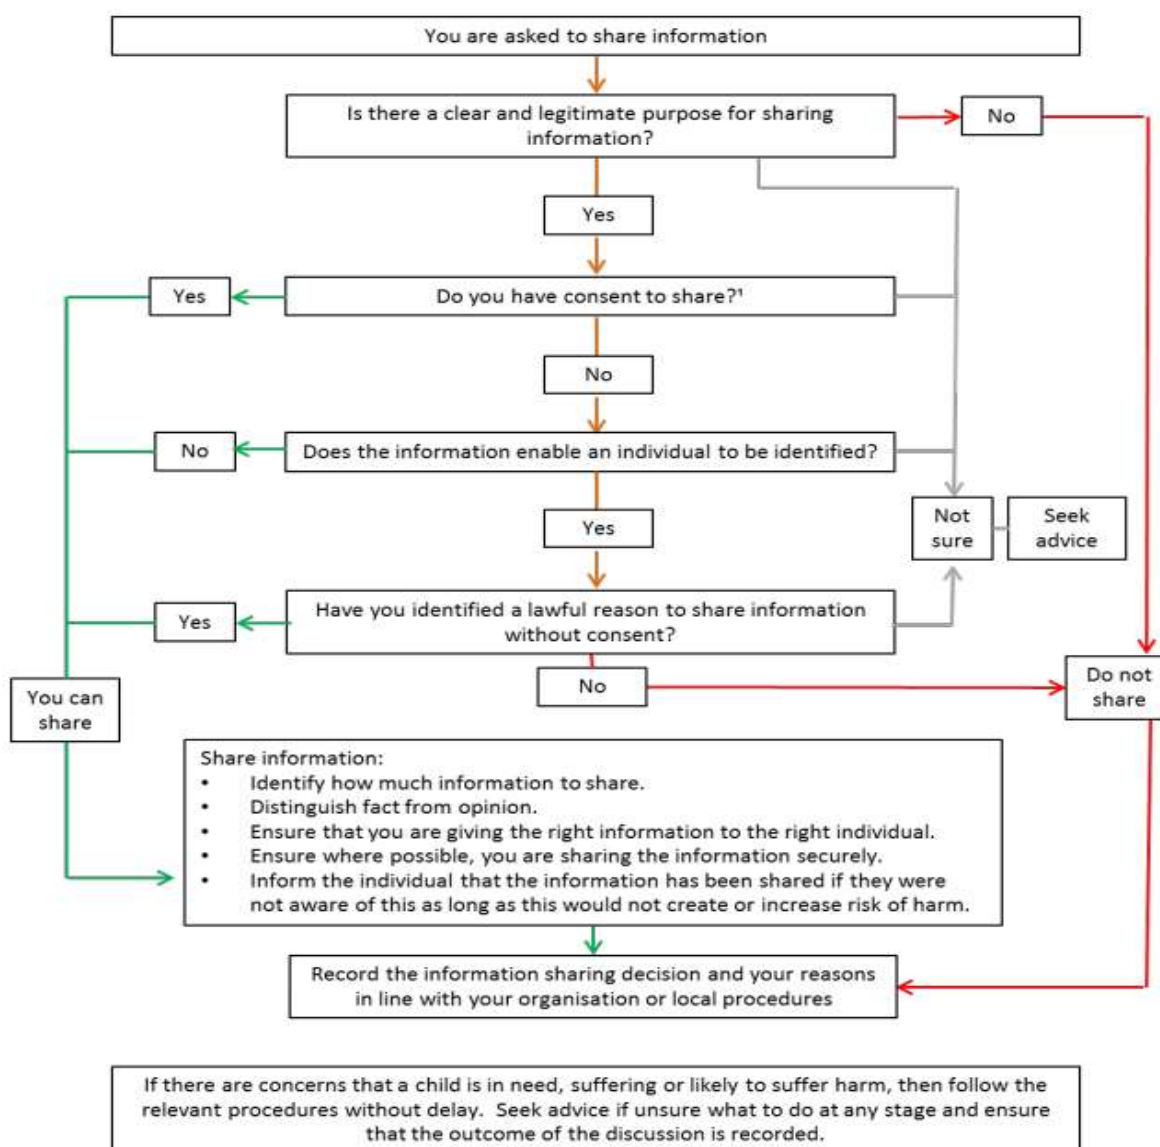 You are asked to share information
Is there a clear and legitimate purpose for sharing
information?
No
Yes
Yes
Do you have consent to share?¹
No
No
Does the information enable an individual to be identified?
Yes
Not
sure
Seek
advice
Yes
Have you identified a lawful reason to share information
without consent?
No
Do not
share
You can
share
Share information:
• Identify how much information to share.
• Distinguish fact from opinion.
• Ensure that you are giving the right information to the right individual.
• Ensure where possible, you are sharing the information securely.
• Inform the individual that the information has been shared if they were
not aware of this as long as this would not create or increase risk of harm.
Record the information sharing decision and your reasons
in line with your organisation or local procedures
If there are concerns that a child is in need, suffering or likely to suffer harm, then follow the
relevant procedures without delay. Seek advice if unsure what to do at any stage and ensure
that the outcome of the discussion is recorded.